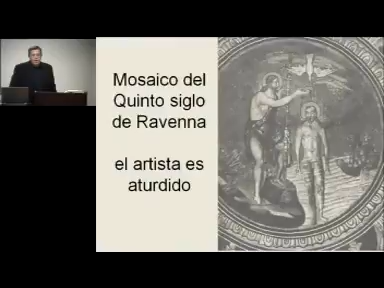 Mosaico del
Quinto siglo
de Ravenna
el artista es
aturdido